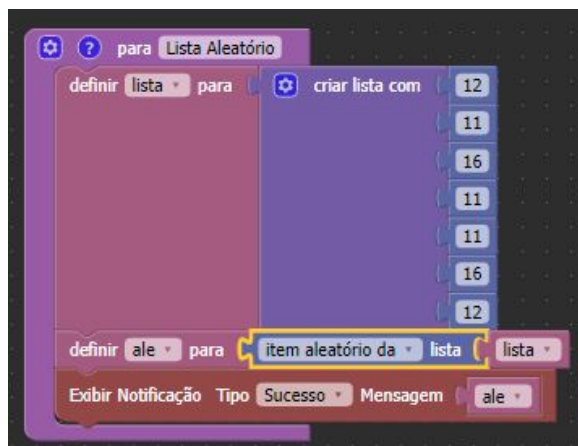 ? para Lista Aleatório
definir lista para criar lista com 12
11
16
11
11
16
12
definir ale para item aleatório da lista lista
Exibir Notificação Tipo Sucesso Mensagem ale